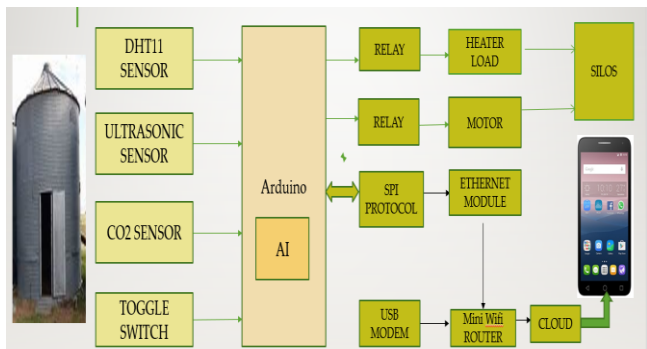 DHT11
SENSOR
ULTRASONIC
SENSOR
CO2 SENSOR
TOGGLE
SWITCH
Arduino
AI
RELAY
HEATER
LOAD
SILOS
RELAY
MOTOR
SPI
PROTOCOL
ETHERNET
MODULE
USB
MODEM
Mini Wifi
ROUTER
CLOUD